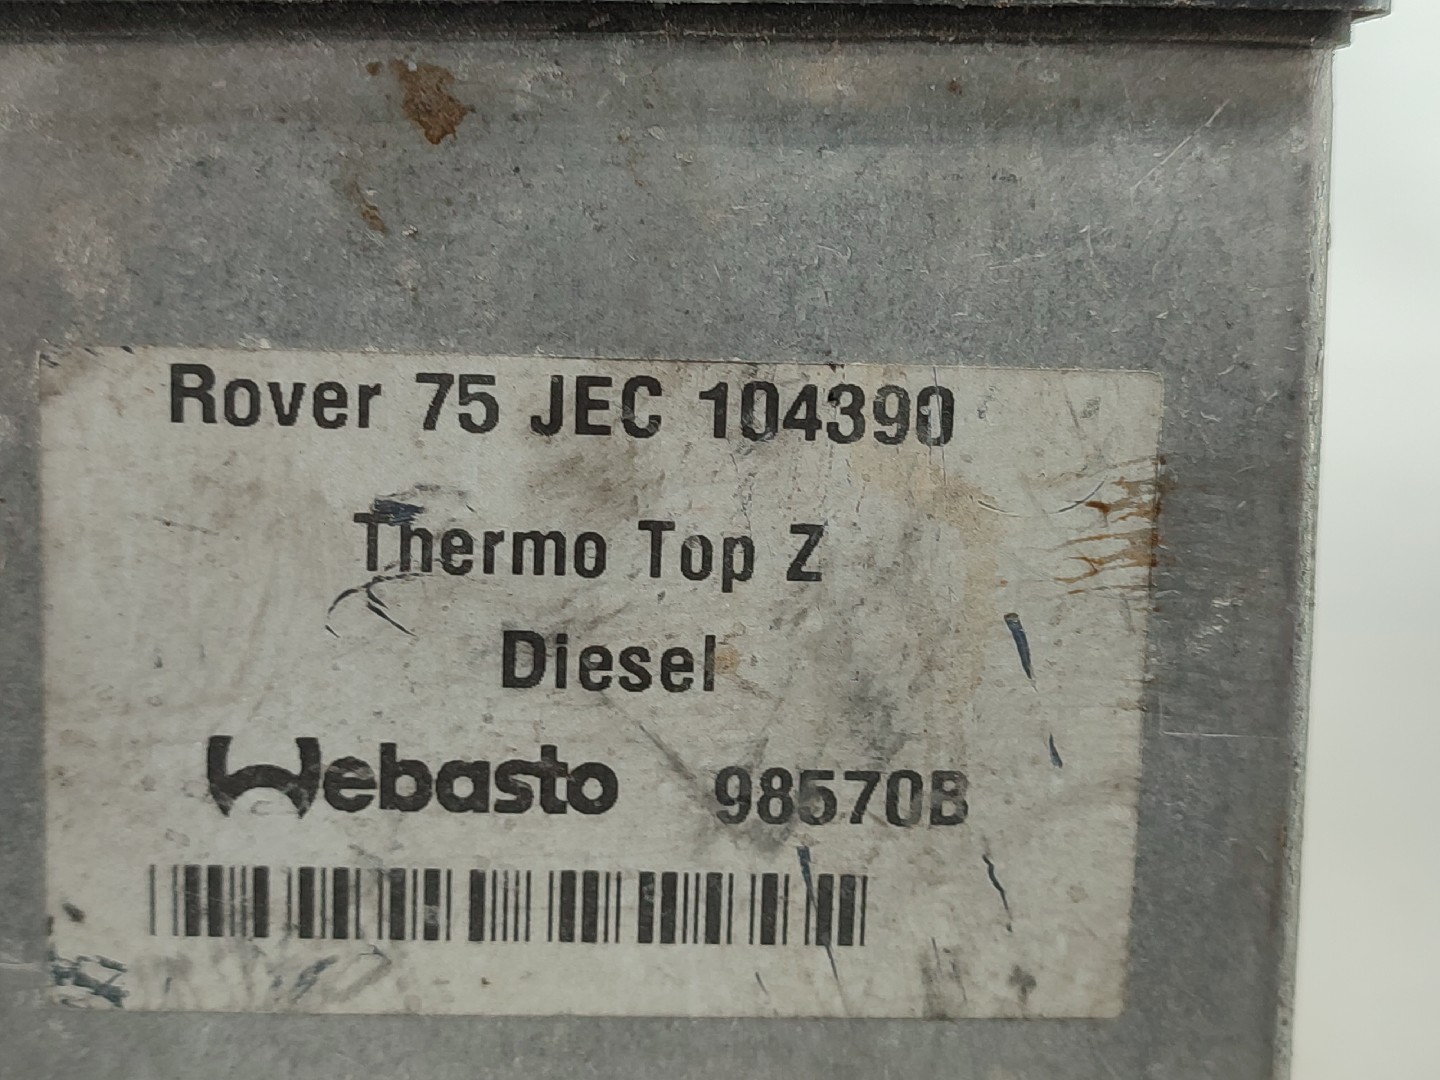 Rover 75 JEC 104390
Thermo Top Z
Diesel
Webasto 98570B